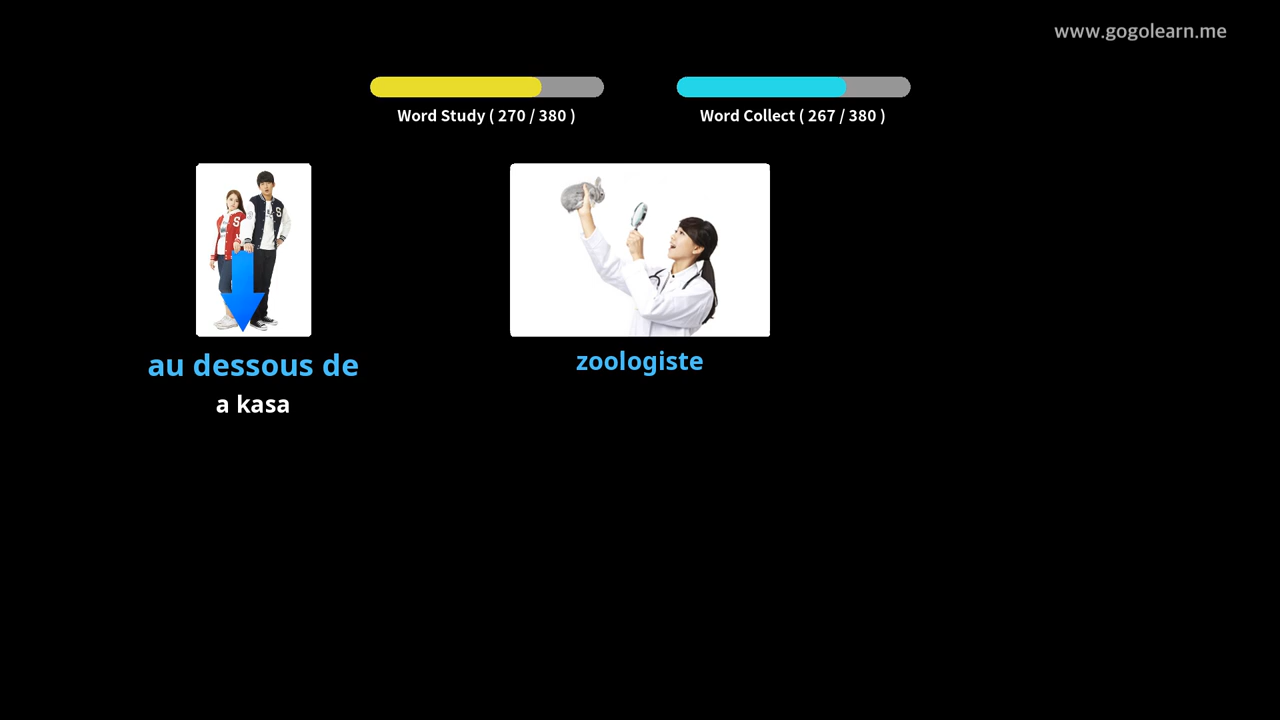 www.gogolearn.me
Word Study ( 270 / 380 )
Word Collect ( 267 / 380 )
S
S
au dessous de
a kasa
zoologiste